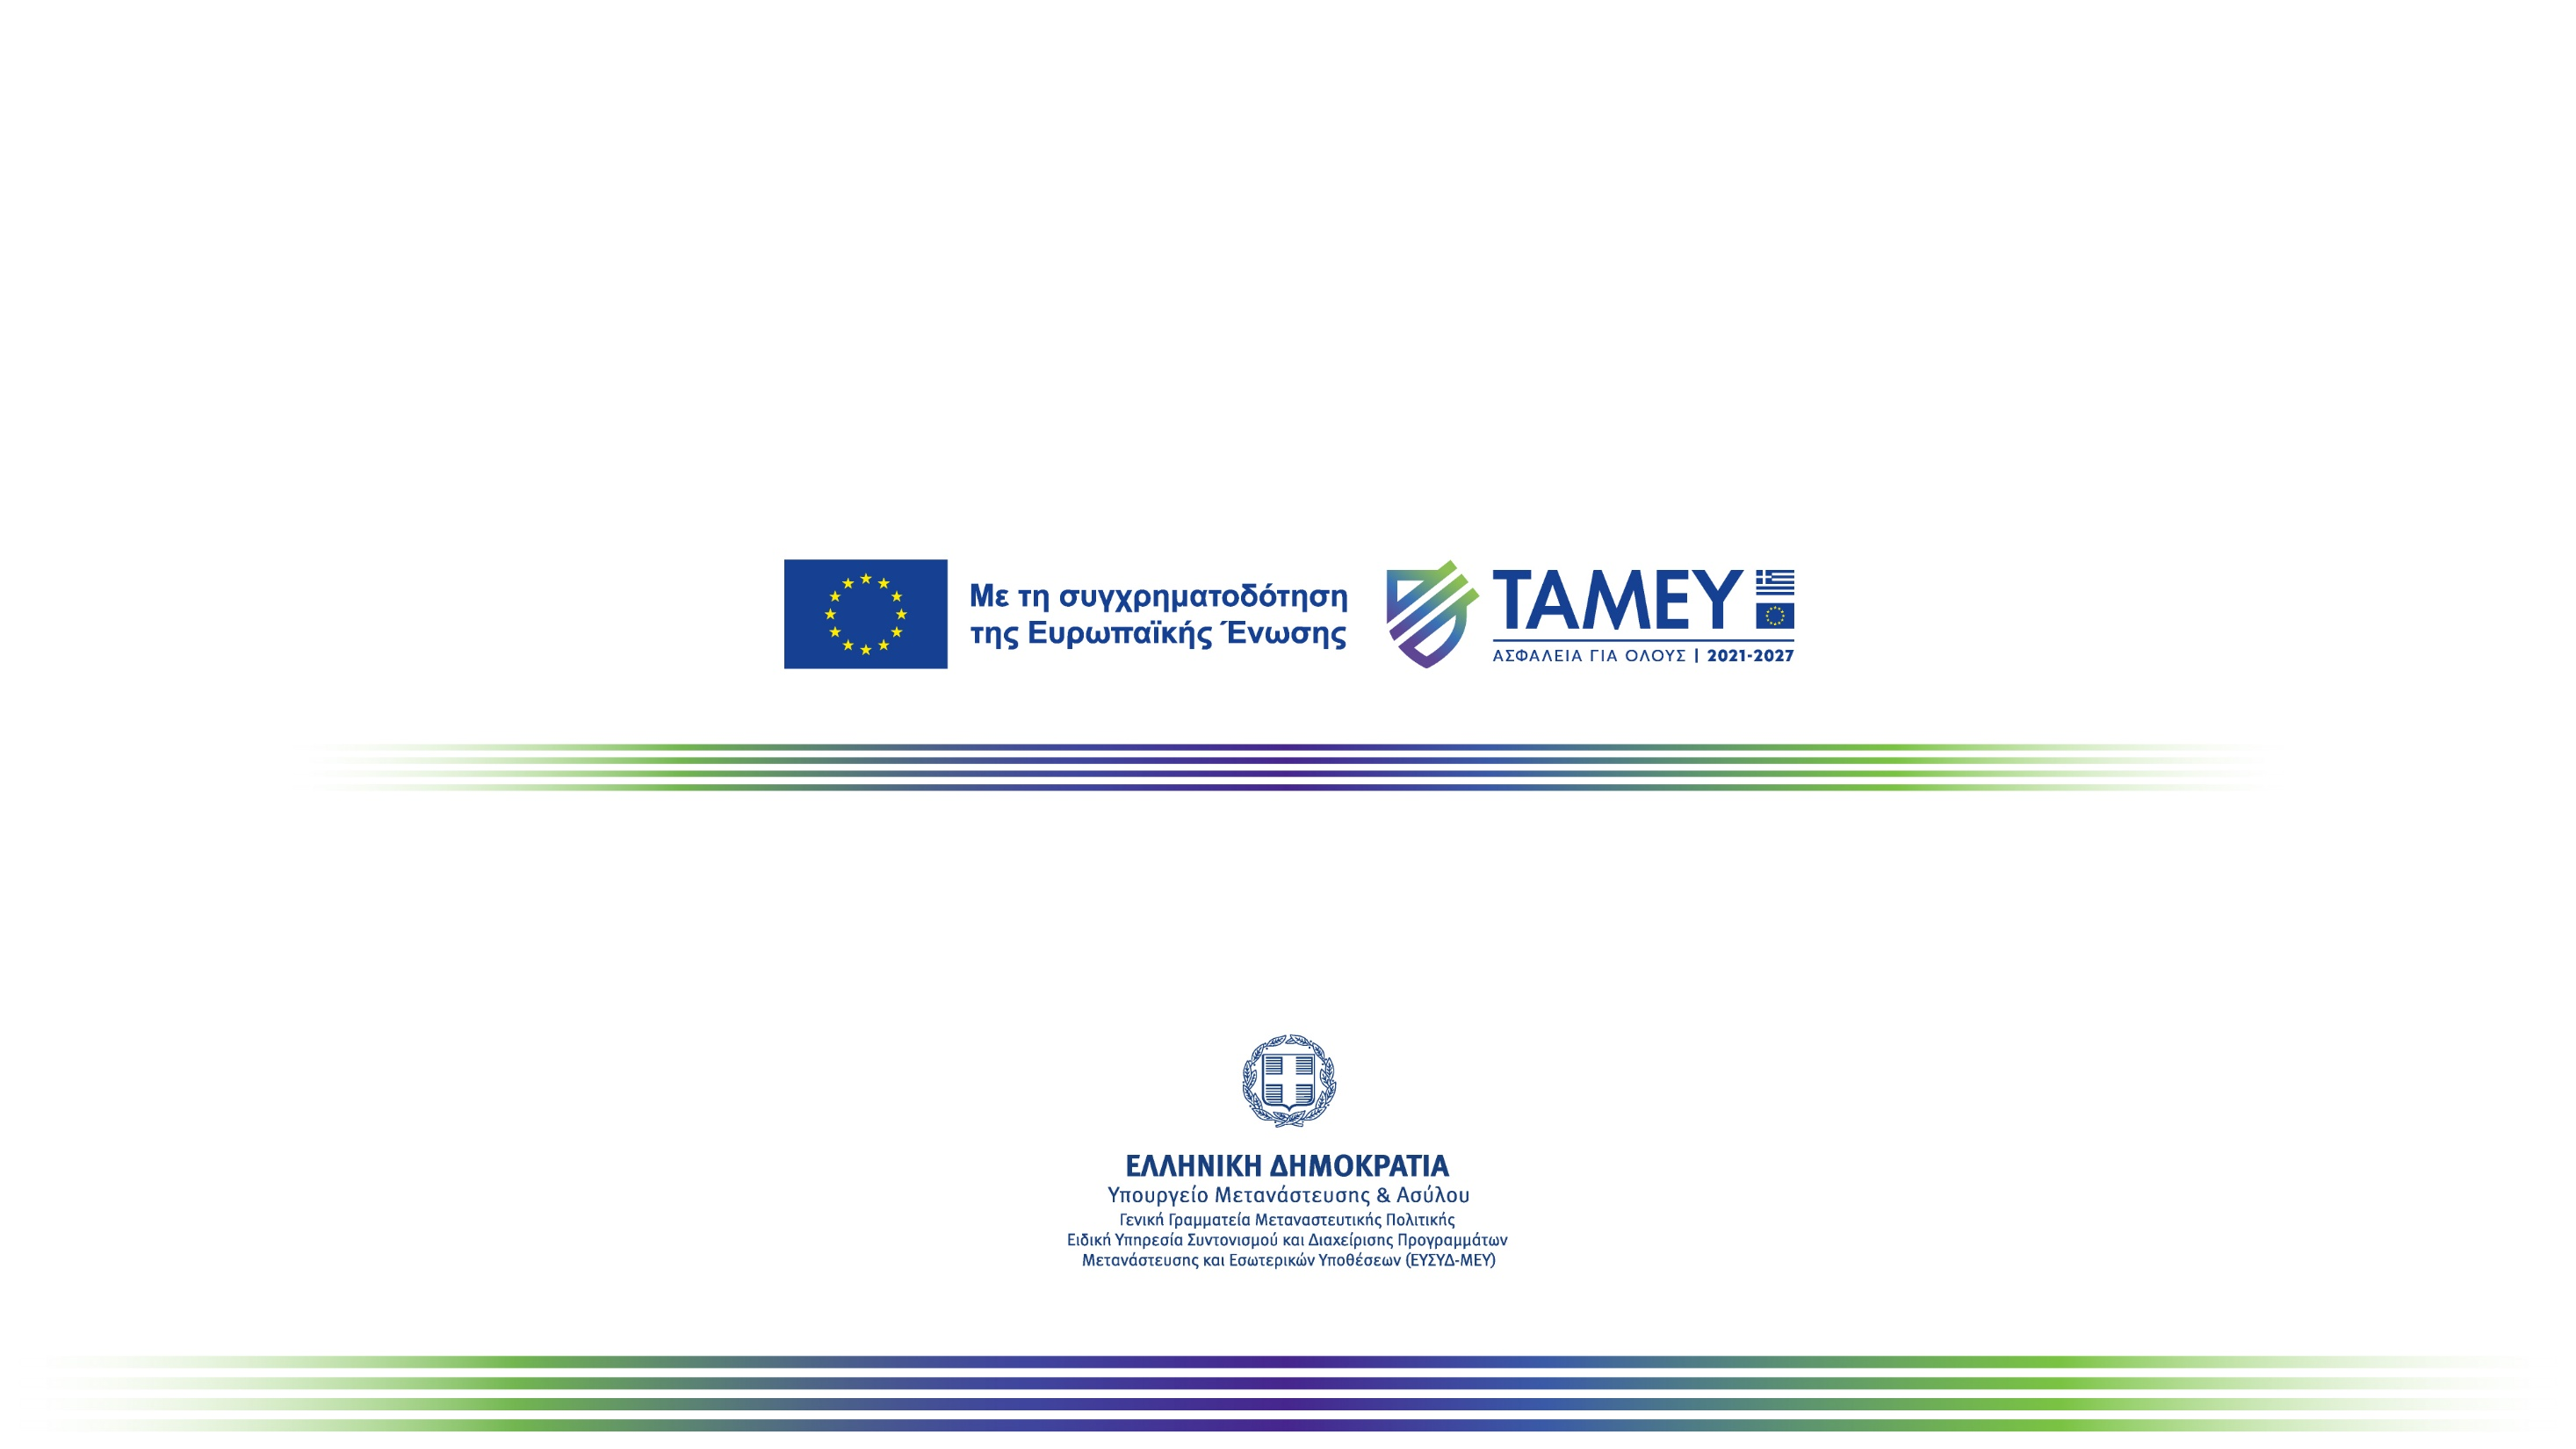 Με τη συγχρηματοδότηση
της Ευρωπαϊκής Ένωσης
ΤΑΜΕΥ
ΑΣΦΑΛΕΙΑ ΓΙΑ ΟΛΟΥΣ | 2021-2027
ΕΛΛΗΝΙΚΗ ΔΗΜΟΚΡΑΤΙΑ
Υπουργείο Μετανάστευσης & Ασύλου
Γενική Γραμματεία Μεταναστευτικής Πολιτικής
Ειδική Υπηρεσία Συντονισμού και Διαχείρισης Προγραμμάτων
Μετανάστευσης και Εσωτερικών Υποθέσεων (ΕΥΣΥΔ-ΜΕΥ)